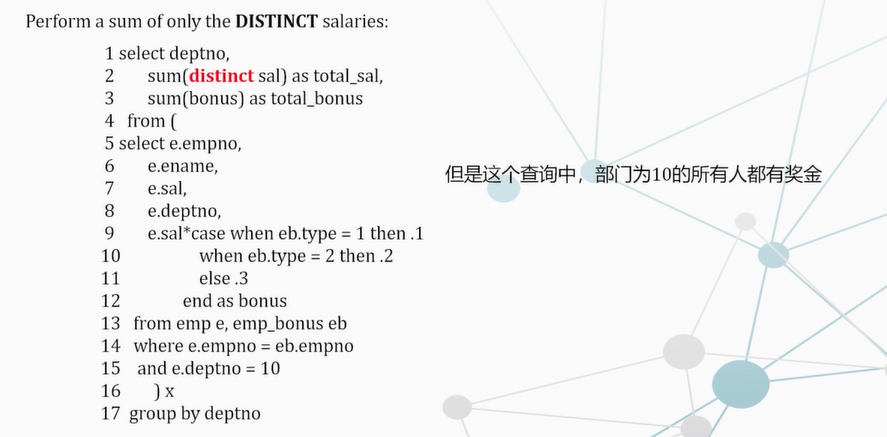 Perform a sum of only the DISTINCT salaries:
1 select deptno,
2 sum(distinct sal) as total_sal,
3 sum(bonus) as total_bonus
4 from (
5 select e.empno,
6 e.ename,
7 e.sal,
8 e.deptno,
9 e.sal*case when eb.type = 1 then .1
10 when eb.type = 2 then .2
11 else .3
12 end as bonus
13 from emp e, emp_bonus eb
14 where e.empno = eb.empno
15 and e.deptno = 10
16 ) x
17 group by deptno
但是这个查询中，部门为10的所有人都有奖金